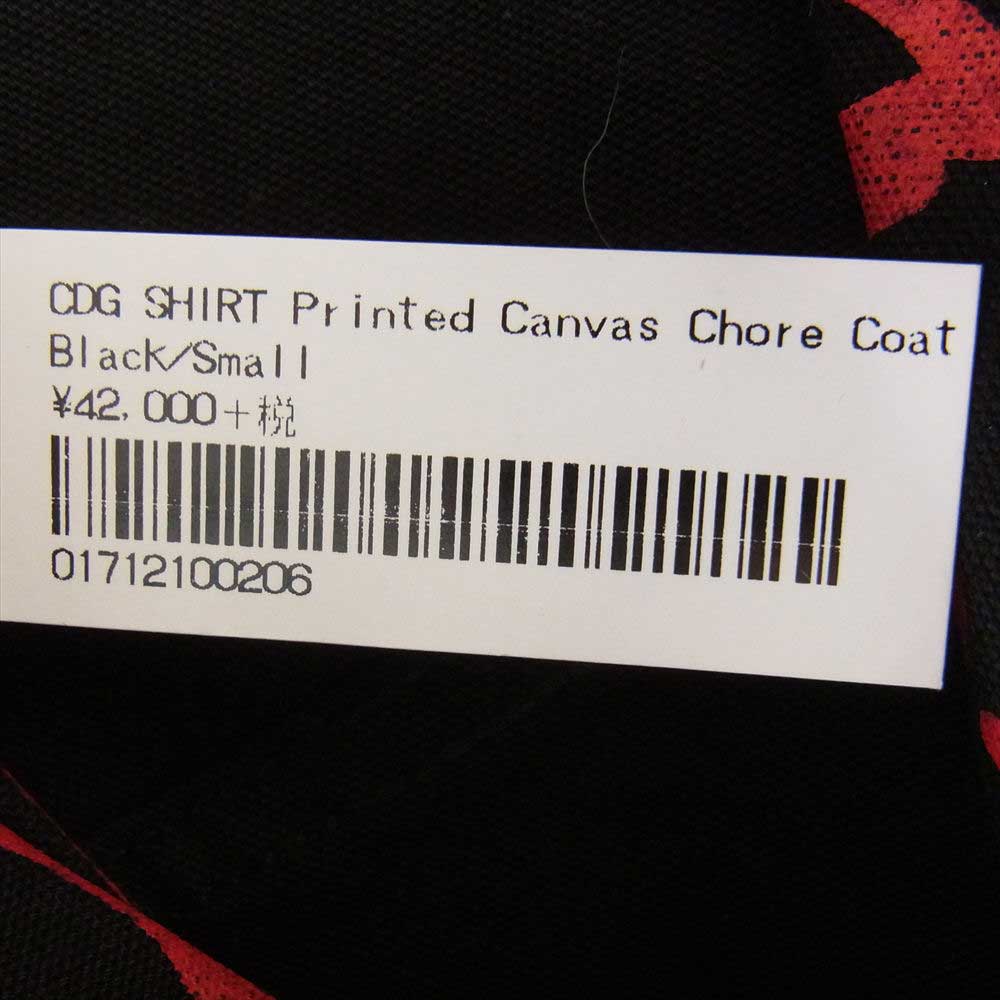 CDG SHIRT Printed Canvas Chore Coat
Black/Small
¥42,000+税
01712100206